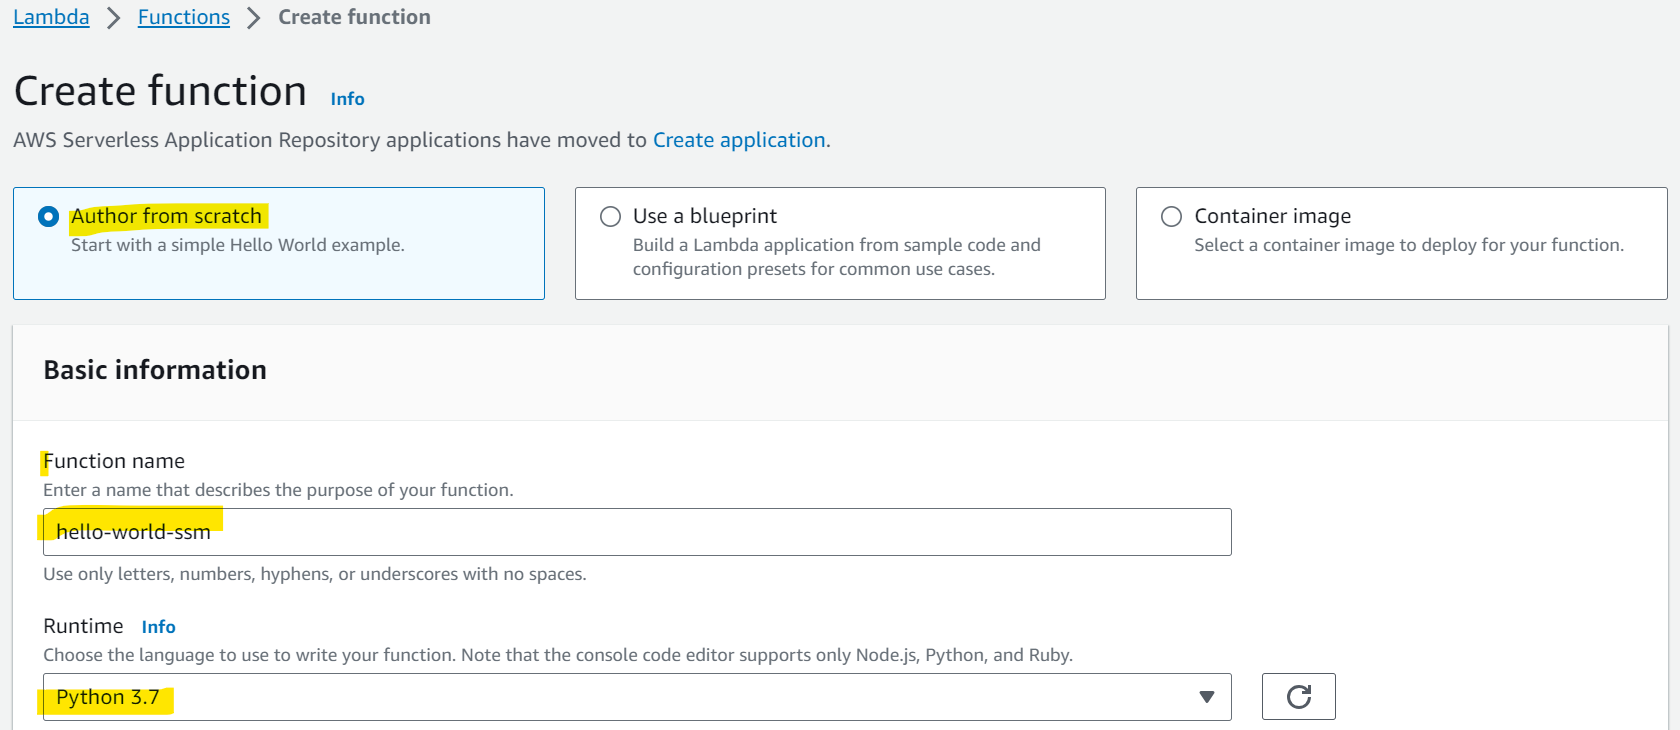 Lambda > Functions > Create function
Create function Info
AWS Serverless Application Repository applications have moved to Create application.
Author from scratch
Start with a simple Hello World example.
Use a blueprint
Build a Lambda application from sample code and
configuration presets for common use cases.
Container image
Select a container image to deploy for your function.
Basic information
Function name
Enter a name that describes the purpose of your function.
hello-world-ssm
Use only letters, numbers, hyphens, or underscores with no spaces.
Runtime Info
Choose the language to use to write your function. Note that the console code editor supports only Node.js, Python, and Ruby.
Python 3.7